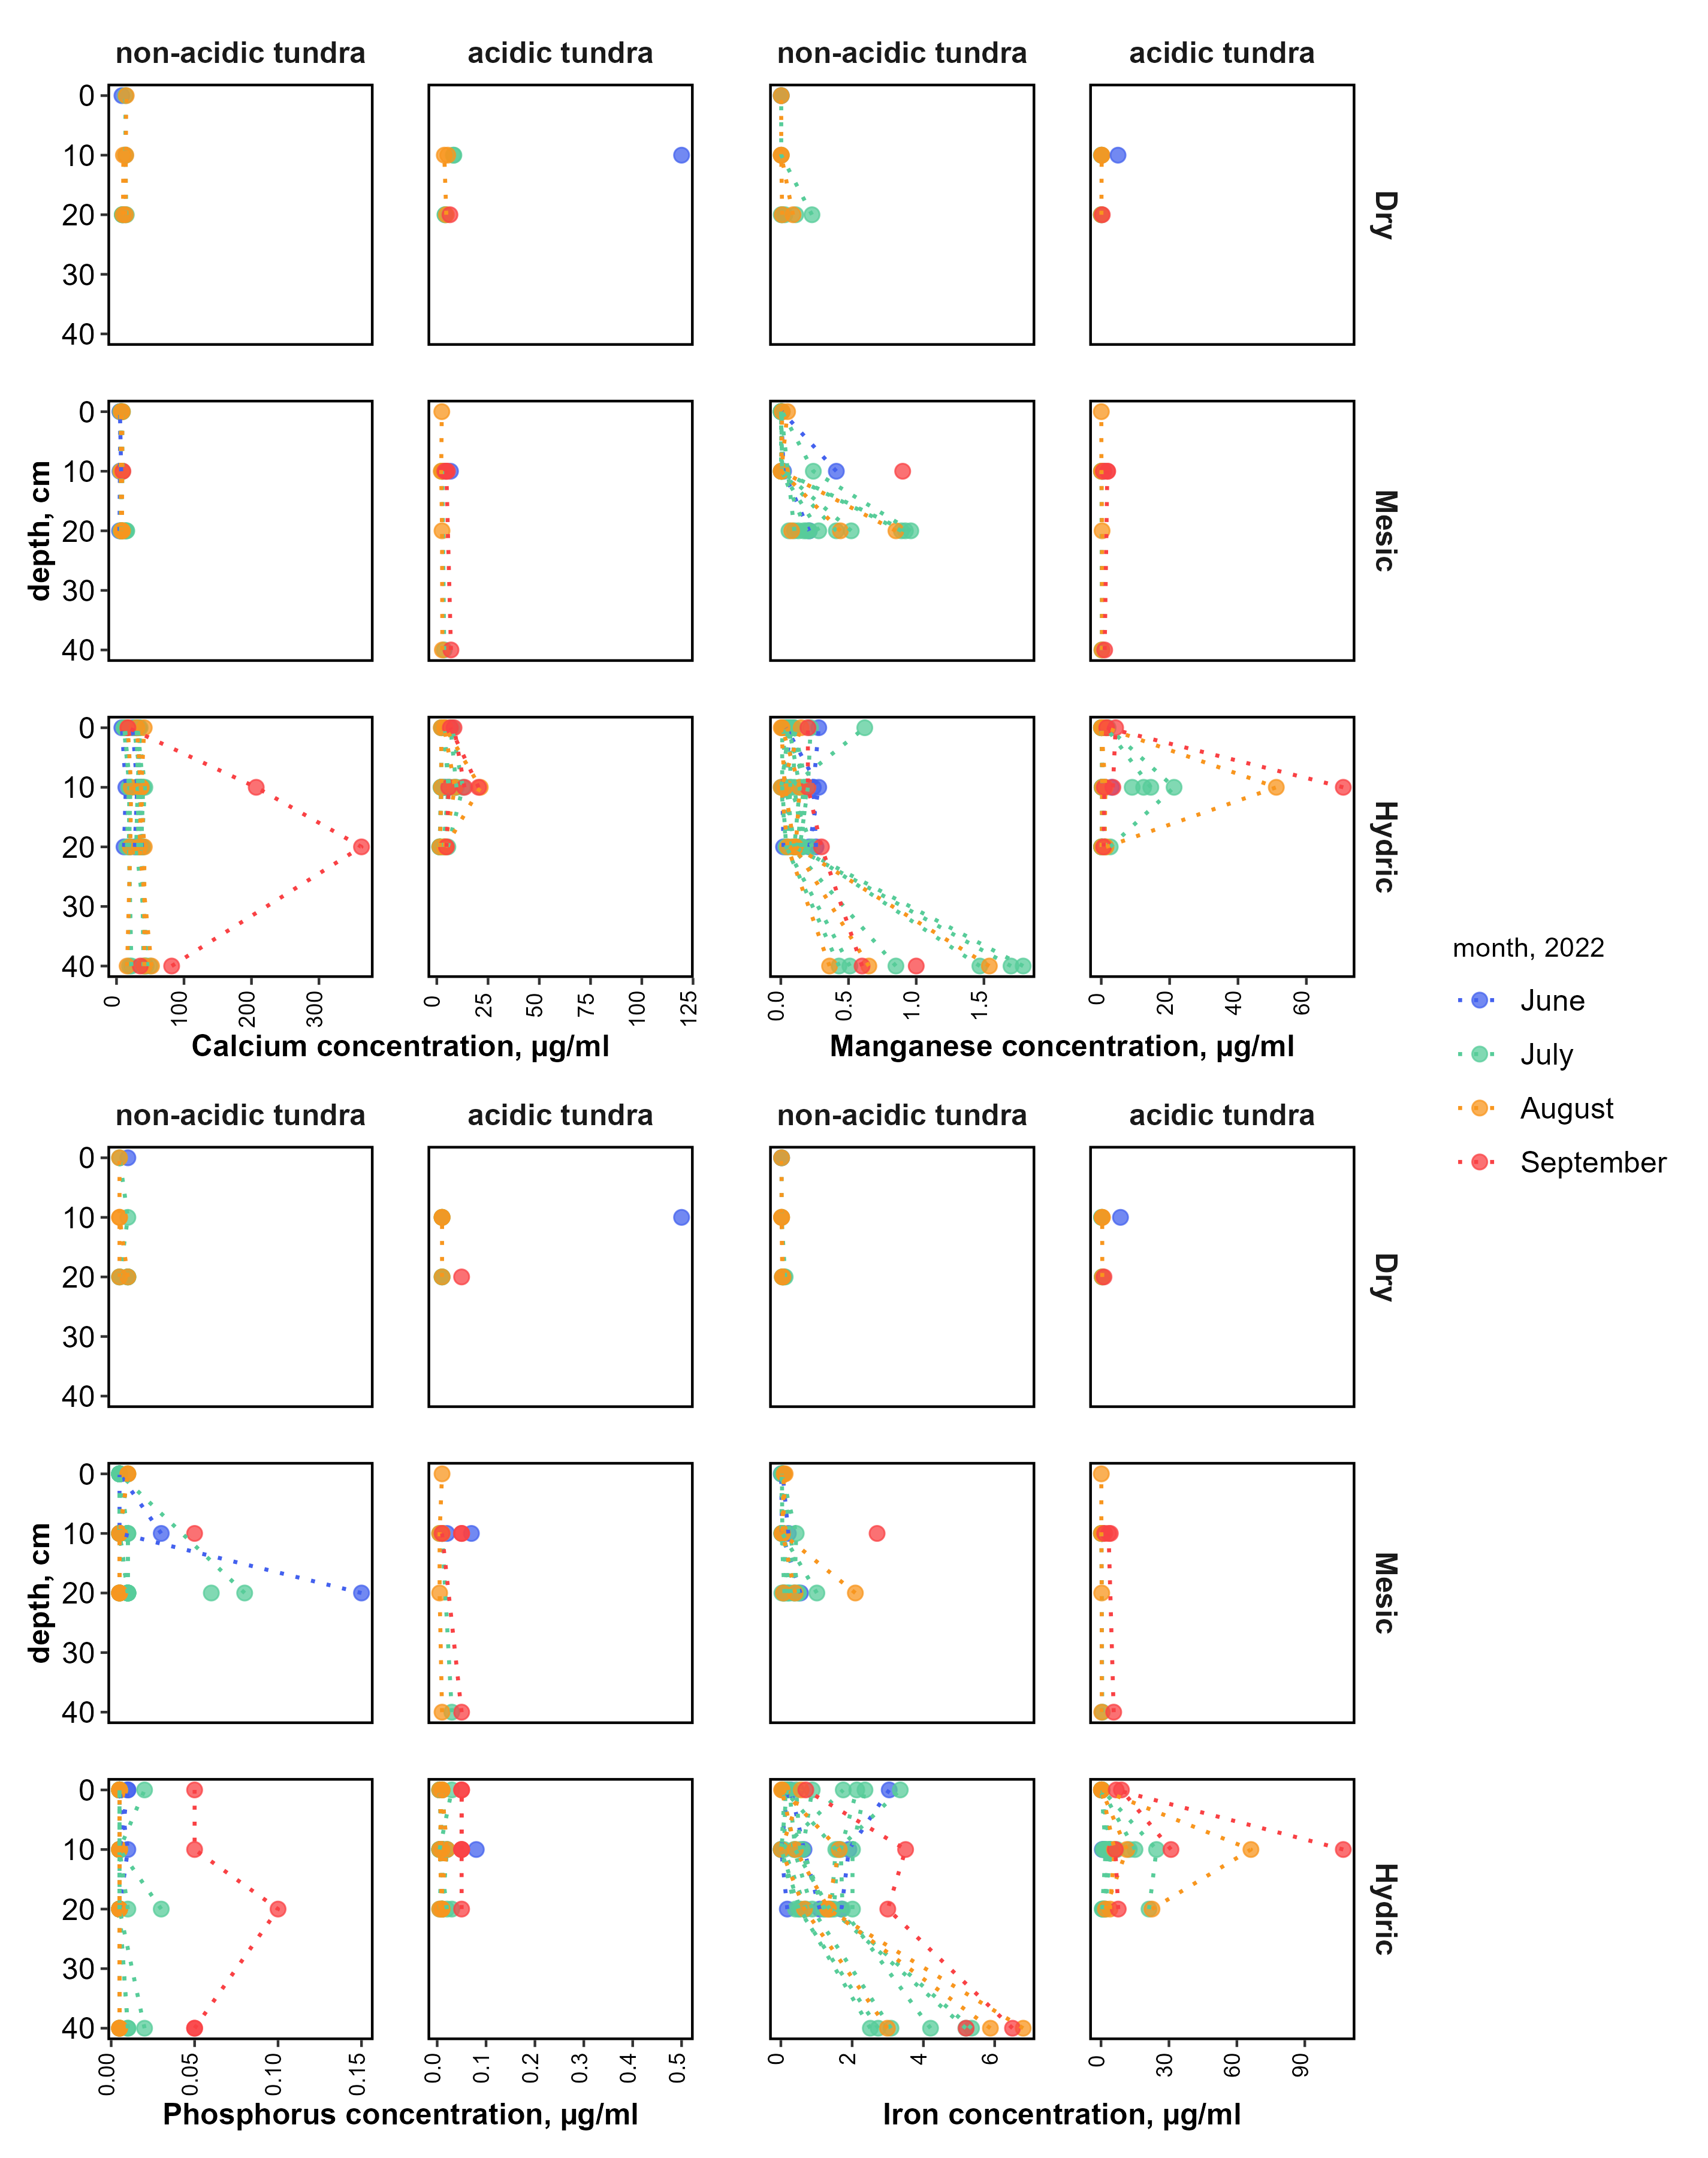 non-acidic tundra acidic tundra non-acidic tundra acidic tundra
0
10
20
30
40
Dry
0
10
20
30
40
Mesic
depth, cm
0
10
20
30
40
Hydric
0 100 200 300 0 25 50 75 100 125 0.0 0.5 1.0 1.5 0 20 40 60
Calcium concentration, µg/ml Manganese concentration, µg/ml
month, 2022
June
July
August
September
non-acidic tundra acidic tundra non-acidic tundra acidic tundra
0
10
20
30
40
Dry
0
10
20
30
40
Mesic
depth, cm
0
10
20
30
40
Hydric
0.00 0.05 0.10 0.15 0.0 0.1 0.2 0.3 0.4 0.5 0 2 4 6 0 30 60 90
Phosphorus concentration, µg/ml Iron concentration, µg/ml